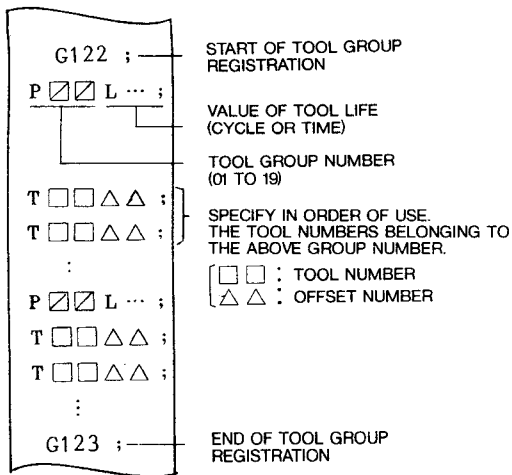 G122 ;
START OF TOOL GROUP
REGISTRATION
P ⍁⍁ L ··· ;
VALUE OF TOOL LIFE
(CYCLE OR TIME)
TOOL GROUP NUMBER
(01 TO 19)
T □□△△ ;
T □□△△ ;
SPECIFY IN ORDER OF USE.
THE TOOL NUMBERS BELONGING TO
THE ABOVE GROUP NUMBER.
□□ : TOOL NUMBER
△△ : OFFSET NUMBER
:
P ⍁⍁ L ··· ;
T □□△△ ;
T □□△△ ;
⋮
G123 ;
END OF TOOL GROUP
REGISTRATION